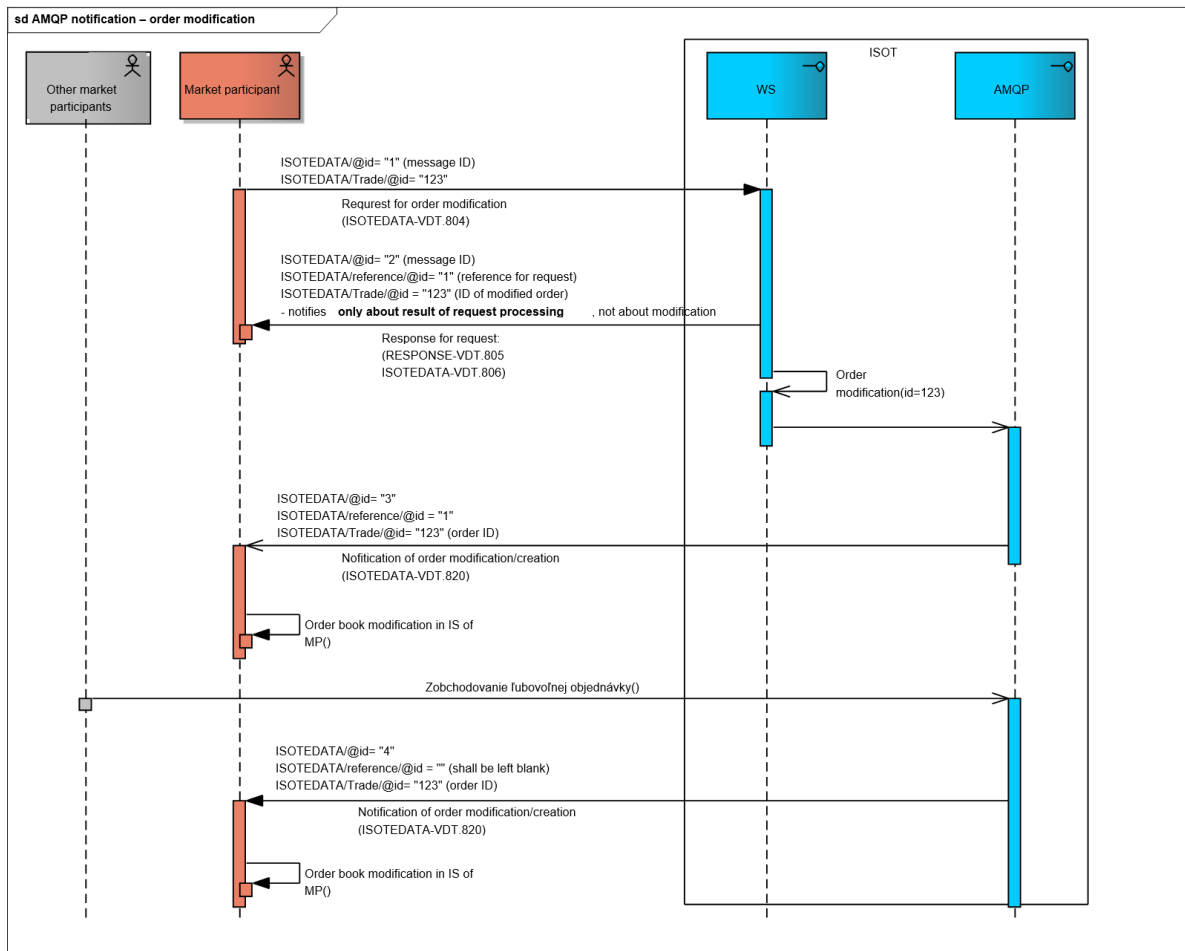 sd AMQP notification – order modification
ISOT
Other market
participants
Market participant
WS
AMQP
ISOTEDATA/@id= "1" (message ID)
ISOTEDATA/Trade/@id= "123"
Requrest for order modification
(ISOTEDATA-VDT.804)
ISOTEDATA/@id= "2" (message ID)
ISOTEDATA/reference/@id= "1" (reference for request)
ISOTEDATA/Trade/@id = "123" (ID of modified order)
- notifies only about result of request processing , not about modification
Response for request:
(RESPONSE-VDT.805
ISOTEDATA-VDT.806)
Order
modification(id=123)
ISOTEDATA/@id= "3"
ISOTEDATA/reference/@id = "1"
ISOTEDATA/Trade/@id= "123" (order ID)
Nofitication of order modification/creation
(ISOTEDATA-VDT.820)
Order book modification in IS of
MP()
Zobchodovanie ľubovoľnej objednávky()
ISOTEDATA/@id= "4"
ISOTEDATA/reference/@id = "" (shall be left blank)
ISOTEDATA/Trade/@id= "123" (order ID)
Notification of order modification/creation
(ISOTEDATA-VDT.820)
Order book modification in IS of
MP()